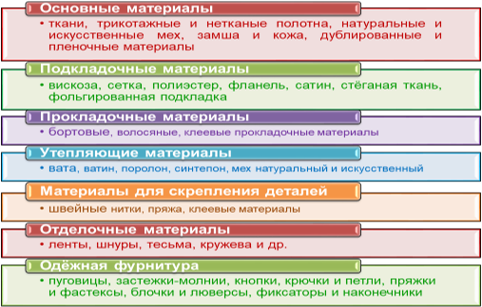 Основные материалы
• ткани, трикотажные и нетканые полотна, натуральные и
искусственные мех, замша и кожа, дублированные и
пленочные материалы
Подкладочные материалы
• вискоза, сетка, полиэстер, фланель, сатин, стёганая ткань,
фольгированная подкладка
Прокладочные материалы
• бортовые, волосяные, клеевые прокладочные материалы
Утепляющие материалы
• вата, ватин, поролон, синтепон, мех натуральный и искусственный
Материалы для скрепления деталей
• швейные нитки, пряжа, клеевые материалы
Отделочные материалы
• ленты, шнуры, тесьма, кружева и др.
Одёжная фурнитура
• пуговицы, застежки-молнии, кнопки, крючки и петли, пряжки
и фастексы, блочки и люверсы, фиксаторы и наконечники